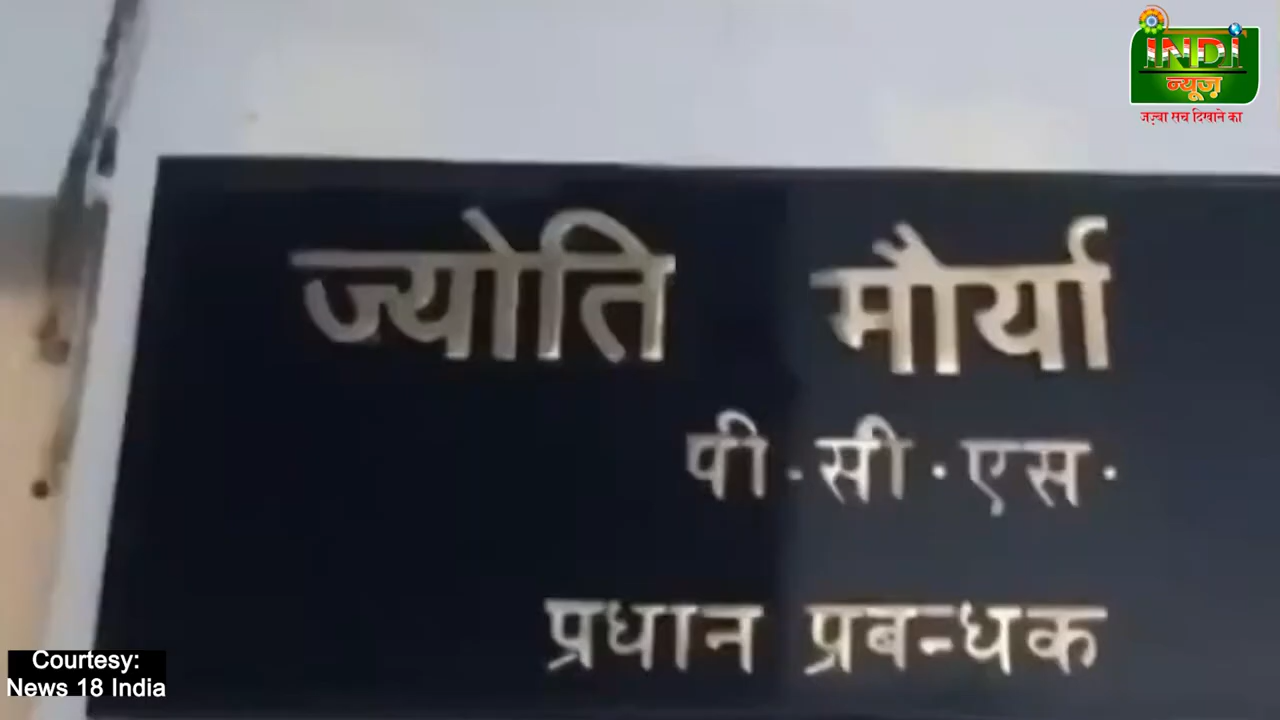 INDI
न्यूज़
जज़्बा सच दिखाने का
ज्योति मौर्या
पी.सी.एस.
प्रधान प्रबन्धक
Courtesy:
News 18 India